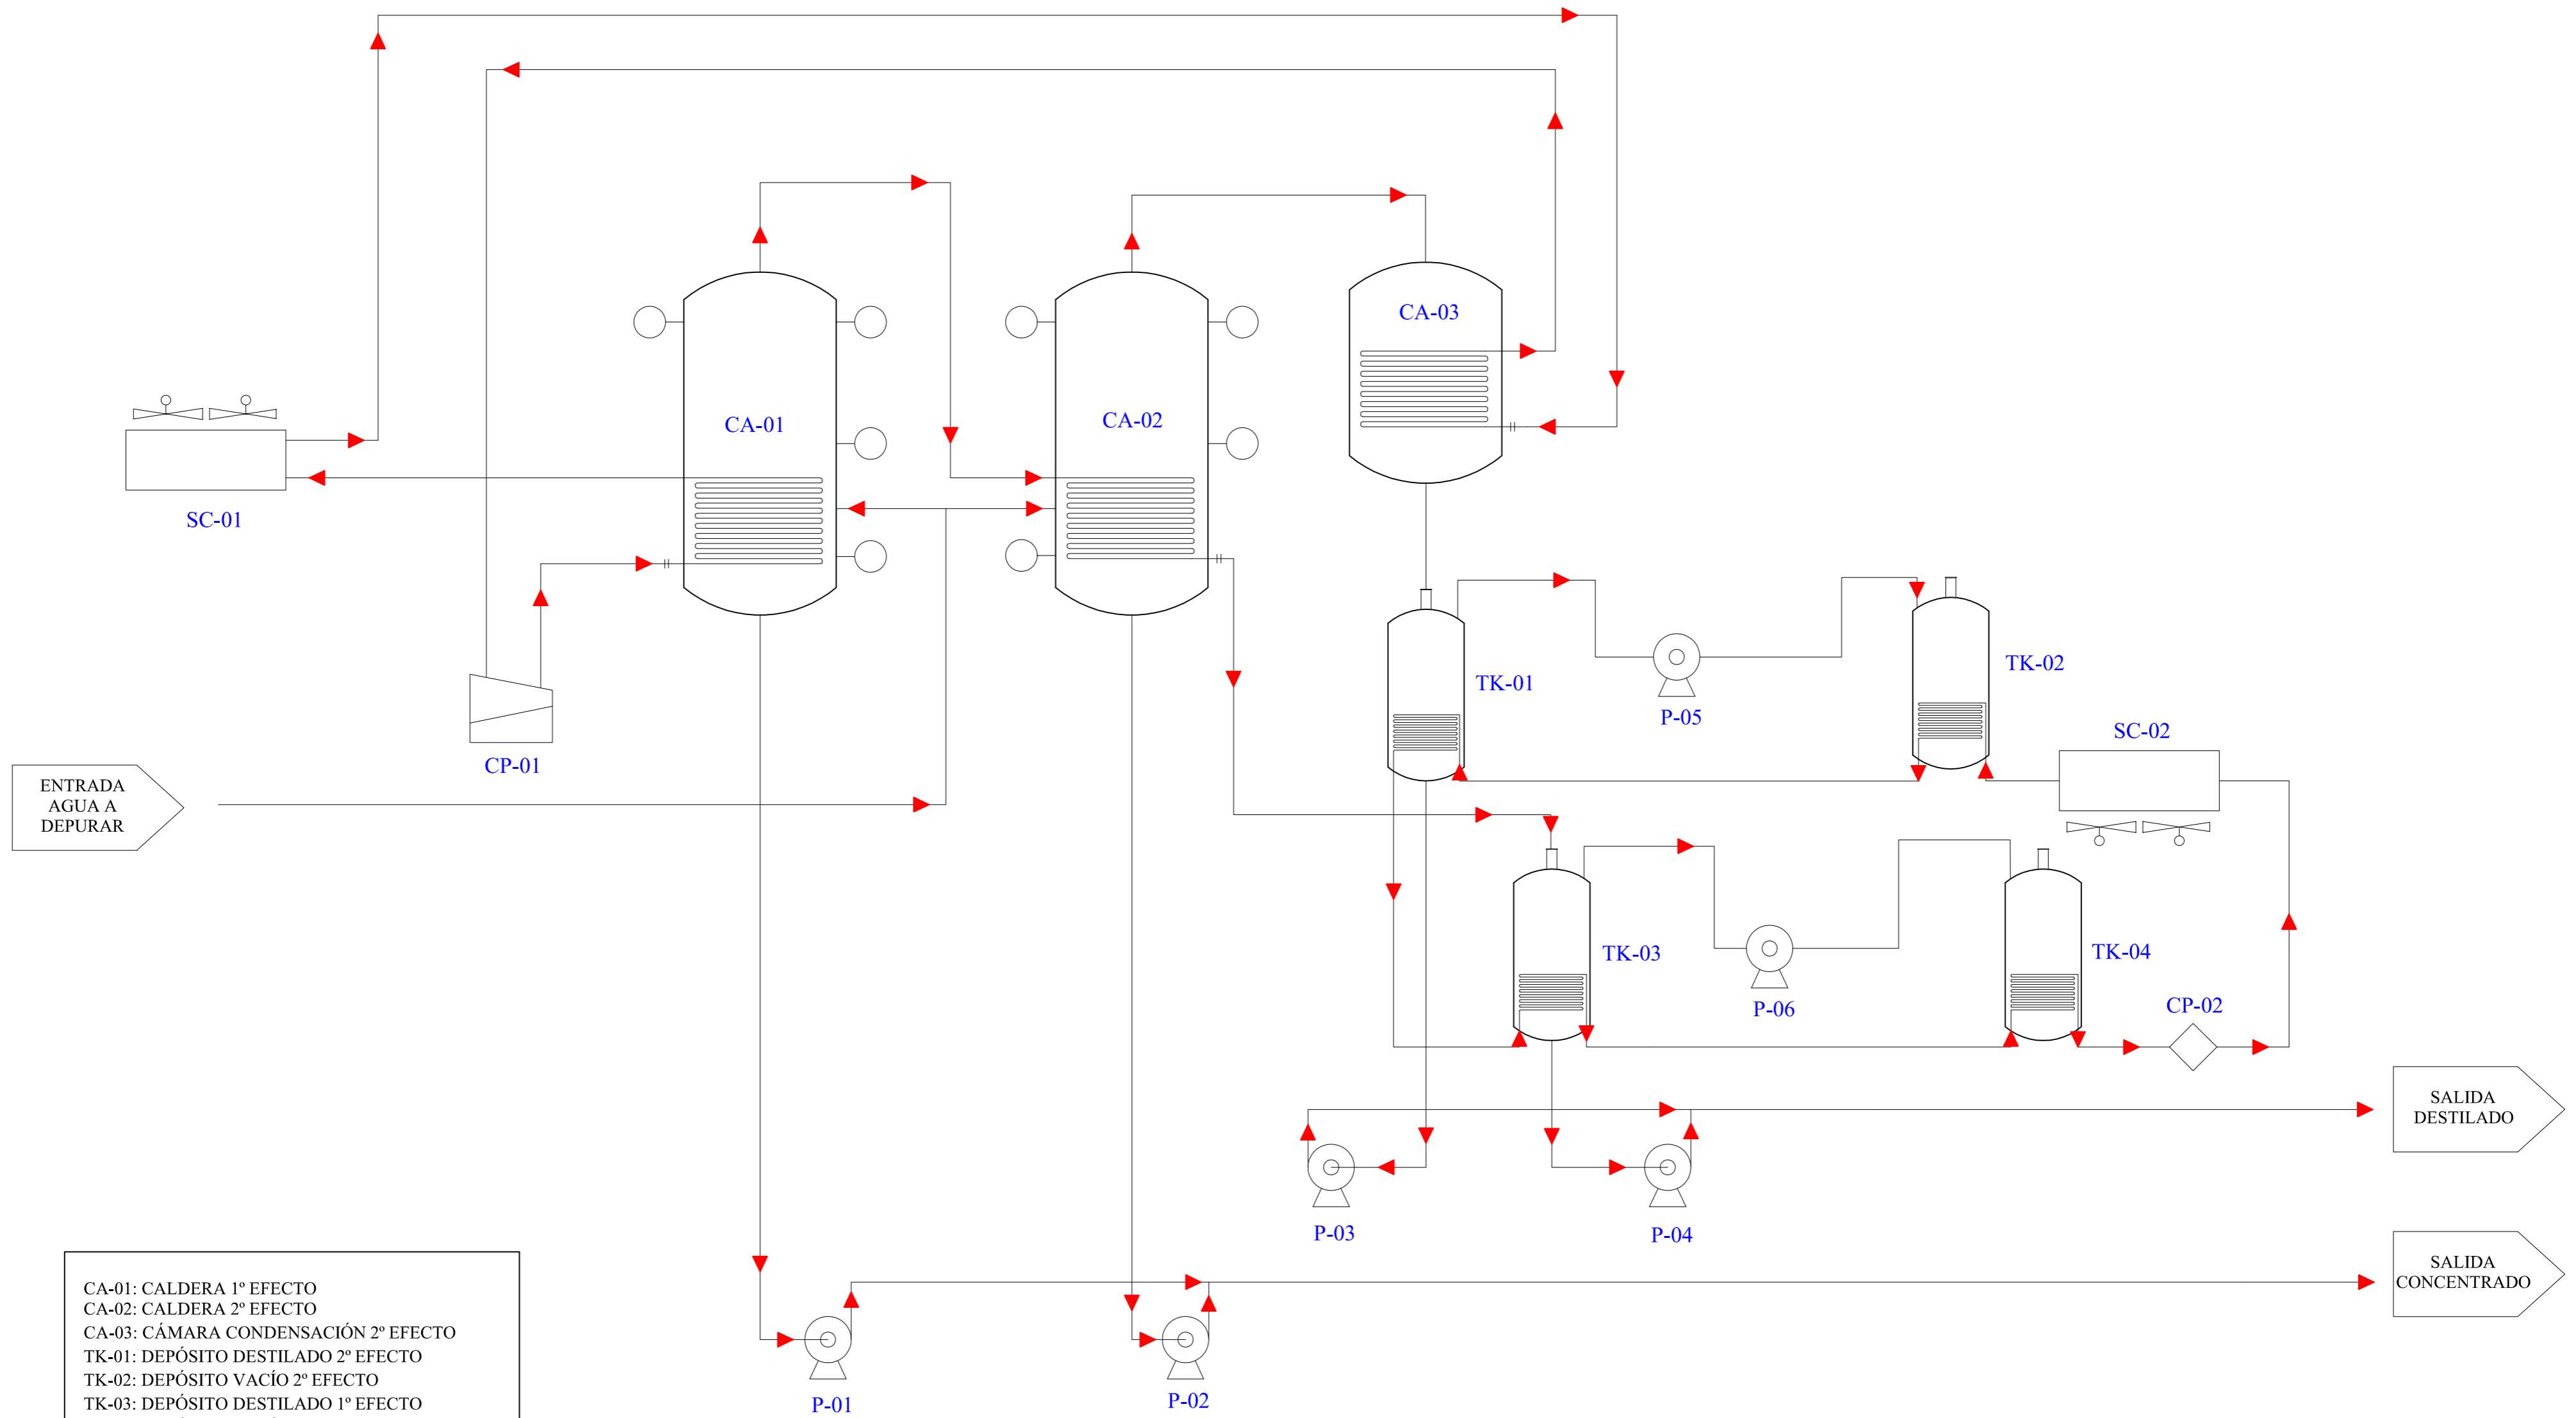 CA-03
CA-01
CA-02
SC-01
TK-02
TK-01
P-05
SC-02
CP-01
ENTRADA
AGUA A
DEPURAR
TK-03
TK-04
P-06
CP-02
SALIDA
DESTILADO
P-03
P-04
SALIDA
CONCENTRADO
CA-01: CALDERA 1º EFECTO
CA-02: CALDERA 2º EFECTO
CA-03: CÁMARA CONDENSACIÓN 2º EFECTO
TK-01: DEPÓSITO DESTILADO 2º EFECTO
TK-02: DEPÓSITO VACÍO 2º EFECTO
TK-03: DEPÓSITO DESTILADO 1º EFECTO
P-01
P-02